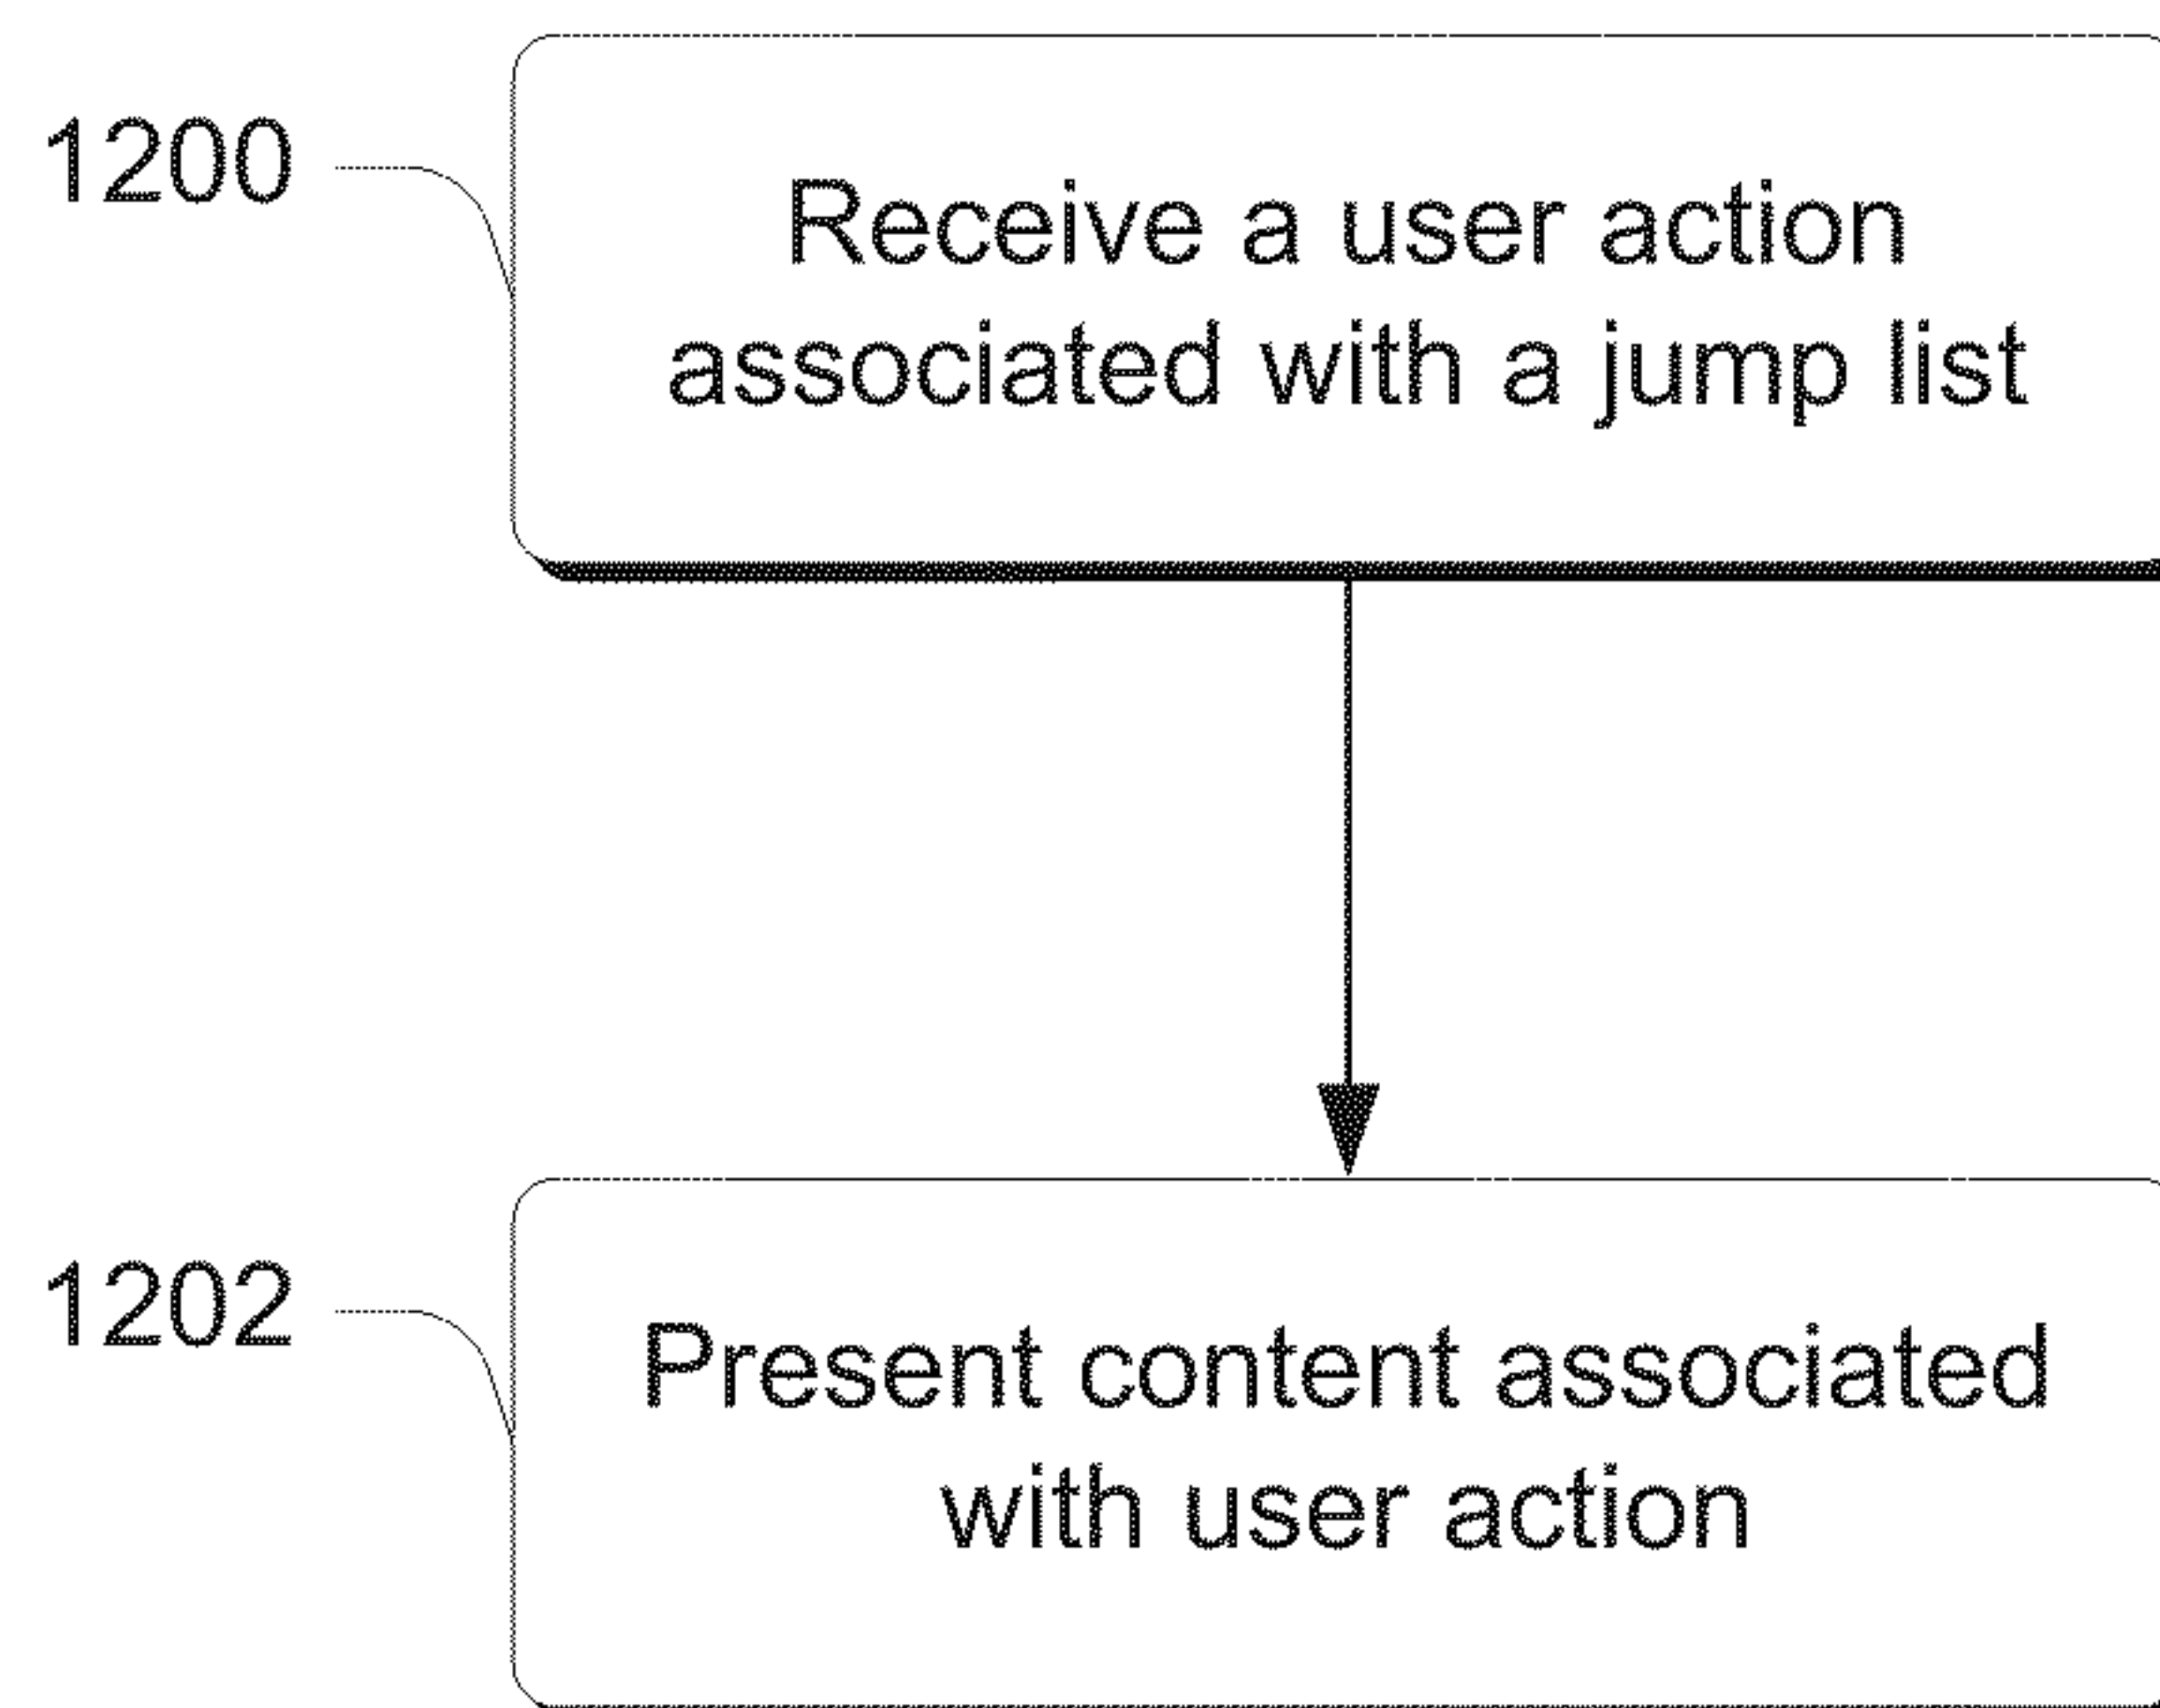 1200
Receive a user action
associated with a jump list
1202
Present content associated
with user action